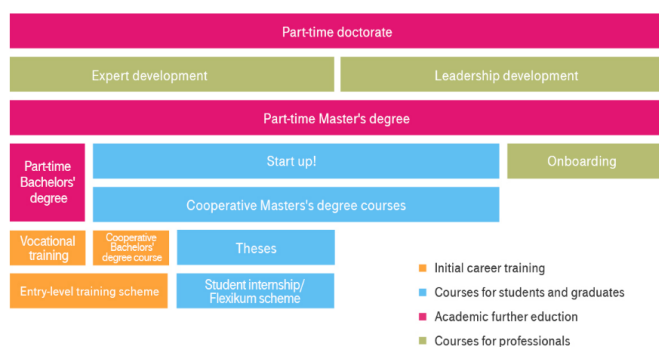 Part-time doctorate
Expert development
Leadership development
Part-time Master's degree
Part-time
Bachelors'
degree
Start up!
Onboarding
Cooperative Masters's degree courses
Vocational
training
Cooperative
Bachelors'
degree course
Theses
Entry-level training scheme
Student internship/
Flexikum scheme
Initial career training
Courses for students and graduates
Academic further eduction
Courses for professionals